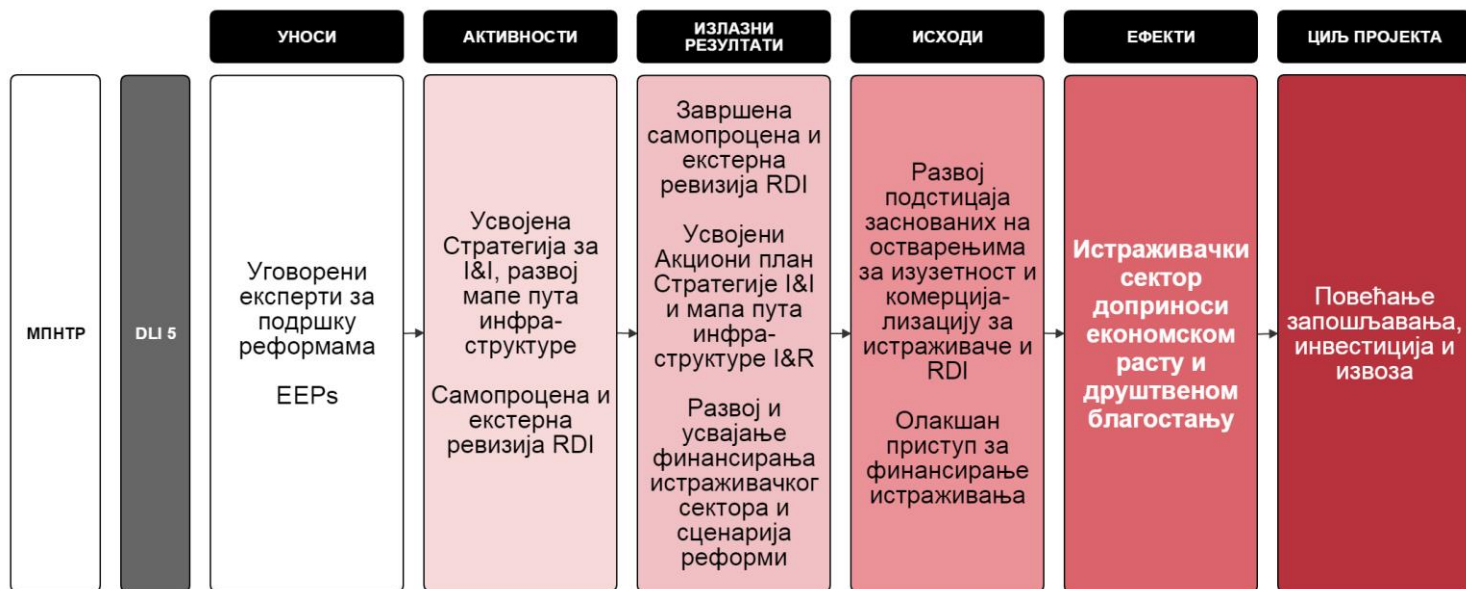 УНОСИ
АКТИВНОСТИ
ИЗЛАЗНИ
РЕЗУЛТАТИ
ИСХОДИ
ЕФЕКТИ
ЦИЉ ПРОЈЕКТА
МПНТР
DLI 5
Уговорени
експерти за
подршку
реформама
EEPs
Усвојена
Стратегија за
I&I, развој
мапе пута
инфра-
структуре
Самопроцена и
екстерна
ревизија RDI
Завршена
самопроцена и
екстерна
ревизија RDI
Усвојени
Акциони план
Стратегије I&I
и мапа пута
инфра-
структуре I&R
Развој и
усвајање
финансирања
истраживачког
сектора и
сценарија
реформи
Развој
подстицаја
заснованих на
остварењима
за изузетност и
комерција-
лизацију за
истраживаче и
RDI
Олакшан
приступ за
финансирање
истраживања
Истраживачки
сектор
доприноси
економском
расту и
друштвеном
благостању
Повећање
запошљавања,
инвестиција и
извоза